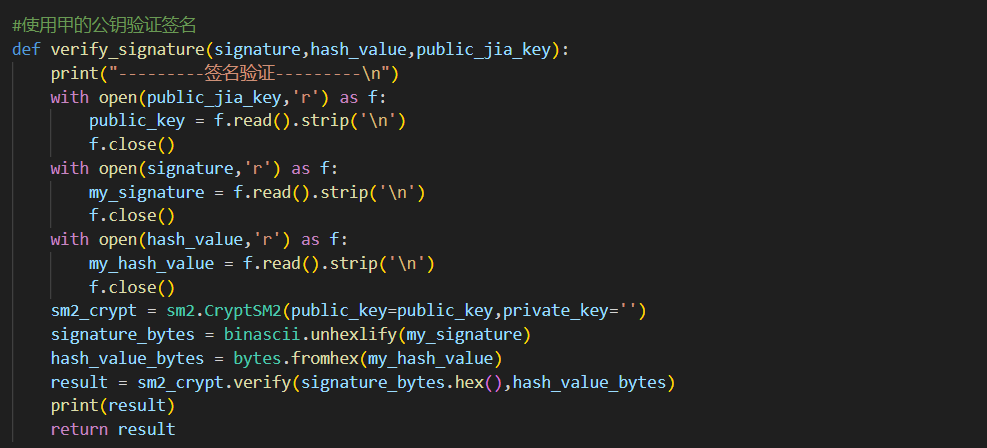 #使用甲的公钥验证签名
def verify_signature(signature,hash_value,public_jia_key):
    print("---------签名验证---------\n")
    with open(public_jia_key,'r') as f:
        public_key = f.read().strip('\n')
        f.close()
    with open(signature,'r') as f:
        my_signature = f.read().strip('\n')
        f.close()
    with open(hash_value,'r') as f:
        my_hash_value = f.read().strip('\n')
        f.close()
    sm2_crypt = sm2.CryptSM2(public_key=public_key,private_key='')
    signature_bytes = binascii.unhexlify(my_signature)
    hash_value_bytes = bytes.fromhex(my_hash_value)
    result = sm2_crypt.verify(signature_bytes.hex(),hash_value_bytes)
    print(result)
    return result